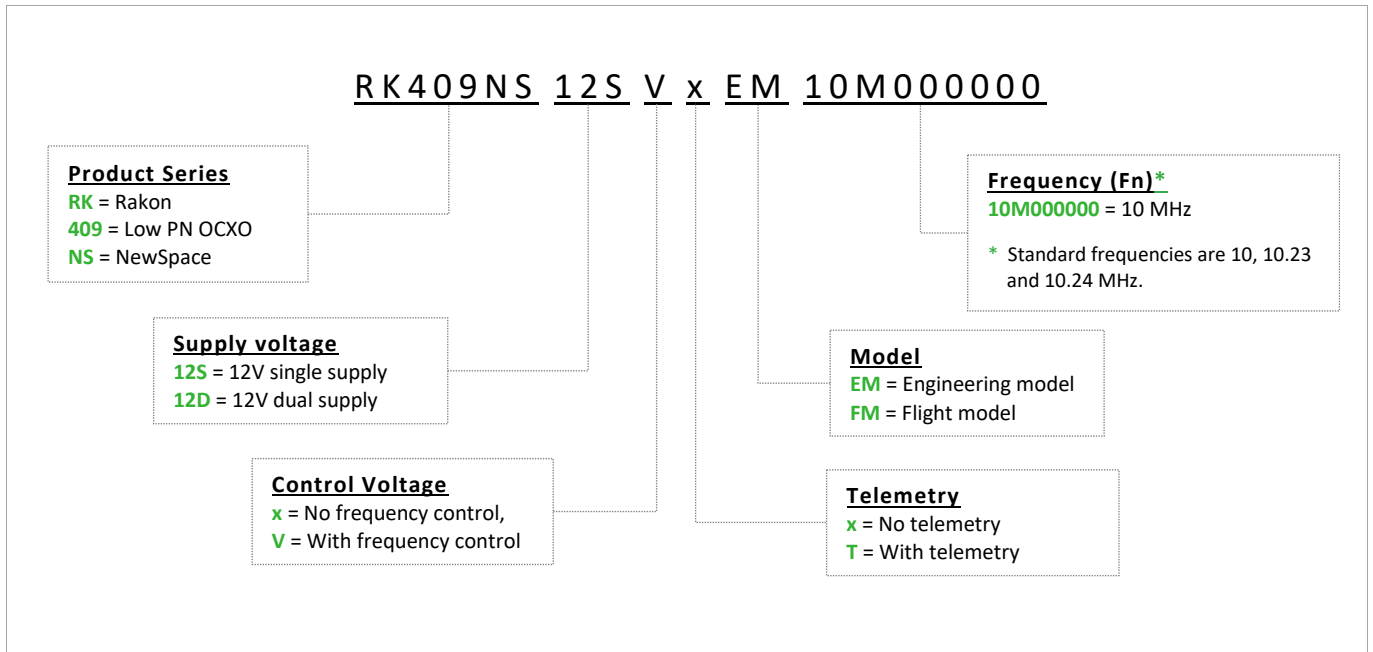 RK409NS 12S V x EM 10M000000
Product Series
RK = Rakon
409 = Low PN OCXO
NS = NewSpace
Frequency (Fn)*
10M000000 = 10 MHz
* Standard frequencies are 10, 10.23
and 10.24 MHz.
Supply voltage
12S = 12V single supply
12D = 12V dual supply
Model
EM = Engineering model
FM = Flight model
Control Voltage
x = No frequency control,
V = With frequency control
Telemetry
x = No telemetry
T = With telemetry